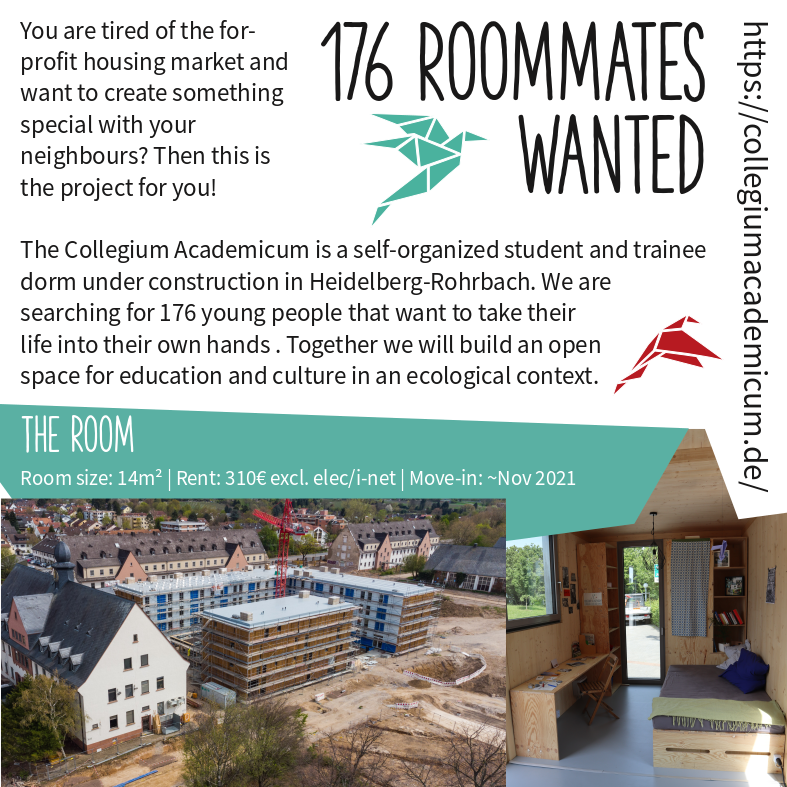 You are tired of the for-
profit housing market and
want to create something
special with your
neighbours? Then this is
the project for you!
176 ROOMMATES
WANTED
https://collegiumacademicum.de/
The Collegium Academicum is a self-organized student and trainee
dorm under construction in Heidelberg-Rohrbach. We are
searching for 176 young people that want to take their
life into their own hands . Together we will build an open
space for education and culture in an ecological context.
THE ROOM
Room size: 14m² | Rent: 310€ excl. elec/i-net | Move-in: ~Nov 2021